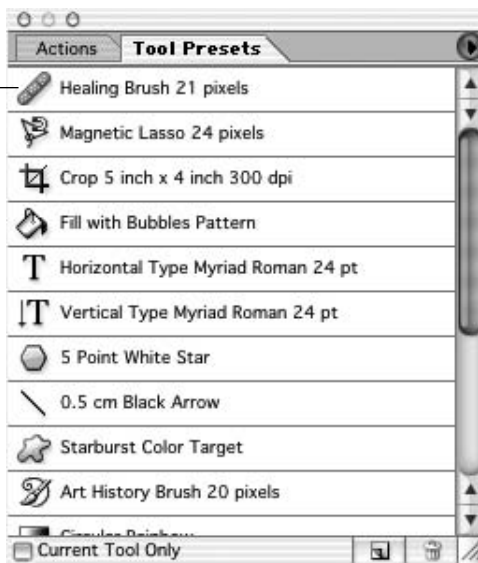 Actions Tool Presets
Healing Brush 21 pixels
Magnetic Lasso 24 pixels
Crop 5 inch x 4 inch 300 dpi
Fill with Bubbles Pattern
T Horizontal Type Myriad Roman 24 pt
T Vertical Type Myriad Roman 24 pt
5 Point White Star
0.5 cm Black Arrow
Starburst Color Target
Art History Brush 20 pixels
Circular Rainbow
Current Tool Only